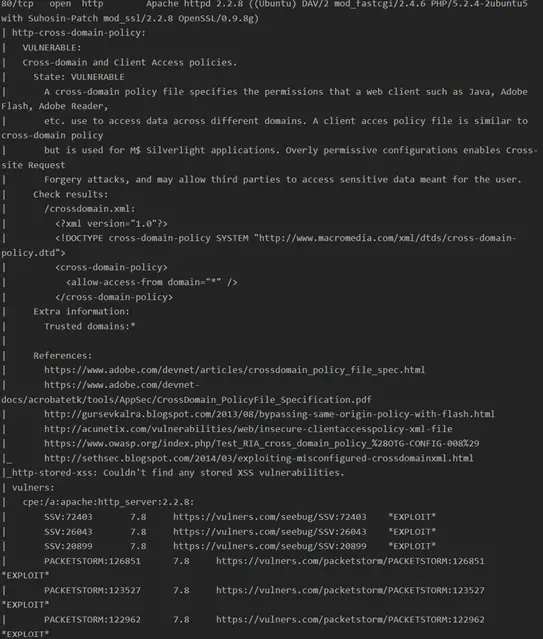 80/tcp   open  http       Apache httpd 2.2.8 ((Ubuntu) DAV/2 mod_fastcgi/2.4.6 PHP/5.2.4-2ubuntu5
with Suhosin-Patch mod_ssl/2.2.8 OpenSSL/0.9.8g)
| http-cross-domain-policy:
|   VULNERABLE:
|   Cross-domain and Client Access policies.
|     State: VULNERABLE
|       A cross-domain policy file specifies the permissions that a web client such as Java, Adobe
Flash, Adobe Reader,
|       etc. use to access data across different domains. A client acces policy file is similar to
cross-domain policy
|       but is used for M$ Silverlight applications. Overly permissive configurations enables Cross-
site Request
|       Forgery attacks, and may allow third parties to access sensitive data meant for the user.
|     Check results:
|       /crossdomain.xml:
|         <?xml version="1.0"?>
|         <!DOCTYPE cross-domain-policy SYSTEM "http://www.macromedia.com/xml/dtds/cross-domain-
policy.dtd">
|         <cross-domain-policy>
|           <allow-access-from domain="*" />
|         </cross-domain-policy>
|     Extra information:
|       Trusted domains:*
|
|     References:
|       https://www.adobe.com/devnet/articles/crossdomain_policy_file_spec.html
|       https://www.adobe.com/devnet-
docs/acrobatetk/tools/AppSec/CrossDomain_PolicyFile_Specification.pdf
|       http://gursevkalra.blogspot.com/2013/08/bypassing-same-origin-policy-with-flash.html
|       http://acunetix.com/vulnerabilities/web/insecure-clientaccesspolicy-xml-file
|       https://www.owasp.org/index.php/Test_RIA_cross_domain_policy_%28OTG-CONFIG-008%29
|_      http://sethsec.blogspot.com/2014/03/exploiting-misconfigured-crossdomainxml.html
|_http-stored-xss: Couldn't find any stored XSS vulnerabilities.
| vulners:
|   cpe:/a:apache:http_server:2.2.8:
|       SSV:72403       7.8     https://vulners.com/seebug/SSV:72403    *EXPLOIT*
|       SSV:26043       7.8     https://vulners.com/seebug/SSV:26043    *EXPLOIT*
|       SSV:20899       7.8     https://vulners.com/seebug/SSV:20899    *EXPLOIT*
|       PACKETSTORM:126851      7.8     https://vulners.com/packetstorm/PACKETSTORM:126851
*EXPLOIT*
|       PACKETSTORM:123527      7.8     https://vulners.com/packetstorm/PACKETSTORM:123527
*EXPLOIT*
|       PACKETSTORM:122962      7.8     https://vulners.com/packetstorm/PACKETSTORM:122962
*EXPLOIT*